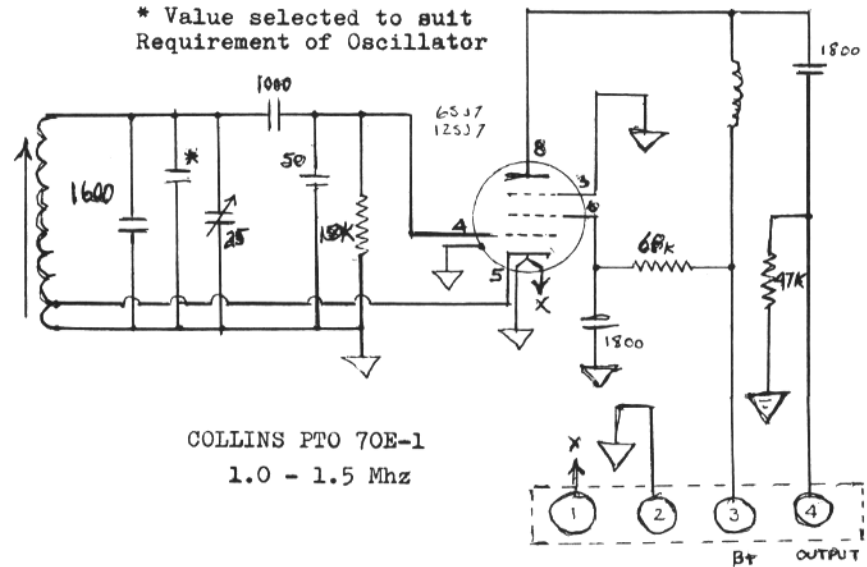 * Value selected to suit
Requirement of Oscillator
1000
1800
6SJ7
12SJ7
8
3
6
4
5
X
1600
*
25
50
150K
68K
47K
1800
COLLINS PTO 70E-1
1.0 - 1.5 Mhz
X
1
2
3
4
B+
OUTPUT